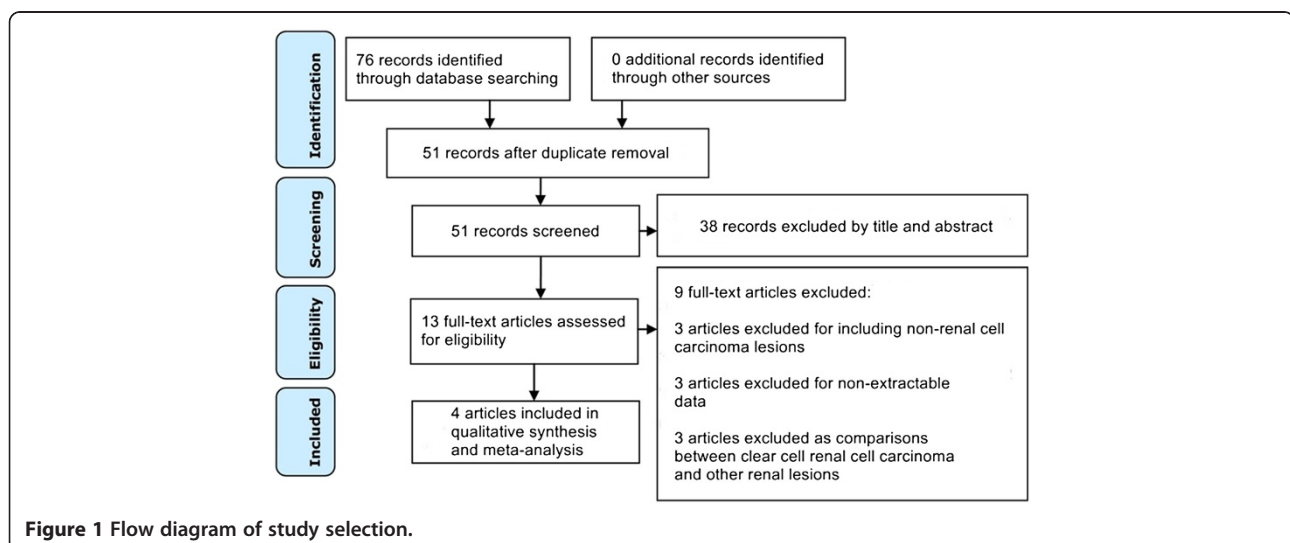 Identification
76 records identified
through database searching
0 additional records identified
through other sources
51 records after duplicate removal
Screening
51 records screened
38 records excluded by title and abstract
Eligibility
13 full-text articles assessed
for eligibility
9 full-text articles excluded:
3 articles excluded for including non-renal cell
carcinoma lesions
3 articles excluded for non-extractable
data
3 articles excluded as comparisons
between clear cell renal cell carcinoma
and other renal lesions
Included
4 articles included in
qualitative synthesis
and meta-analysis
Figure 1 Flow diagram of study selection.